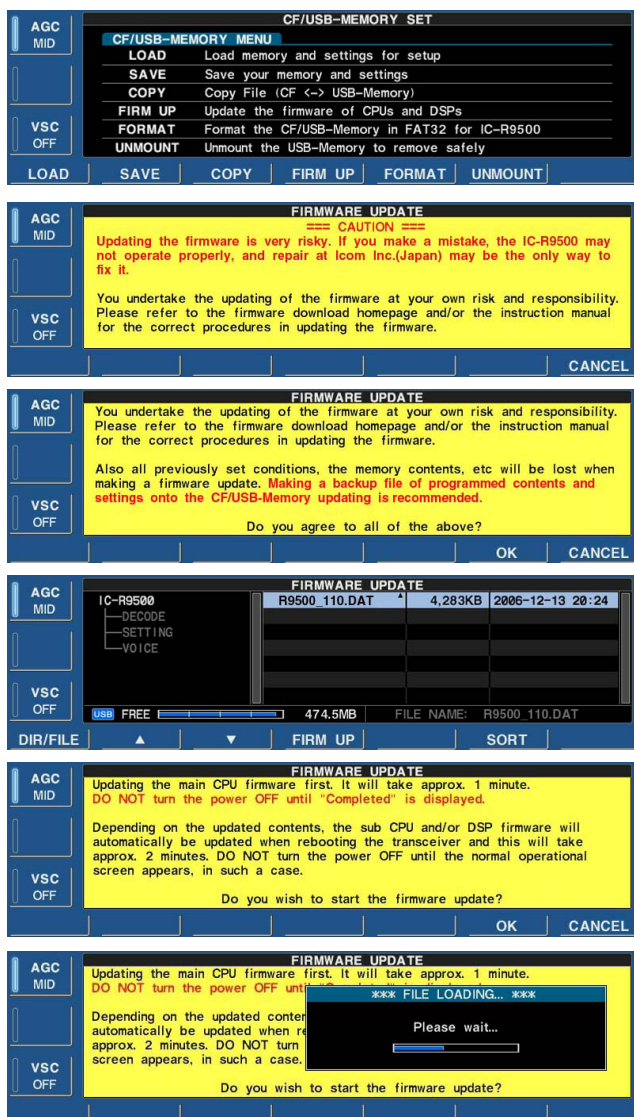 AGC
MID
VSC
OFF
CF/USB-MEMORY SET
CF/USB-MEMORY MENU
LOAD Load memory and settings for setup
SAVE Save your memory and settings
COPY Copy File (CF <-> USB-Memory)
FIRM UP Update the firmware of CPUs and DSPs
FORMAT Format the CF/USB-Memory in FAT32 for IC-R9500
UNMOUNT Unmount the USB-Memory to remove safely
LOAD SAVE COPY FIRM UP FORMAT UNMOUNT
AGC
MID
VSC
OFF
FIRMWARE UPDATE
=== CAUTION ===
Updating the firmware is very risky. If you make a mistake, the IC-R9500 may
not operate properly, and repair at Icom Inc.(Japan) may be the only way to
fix it.
You undertake the updating of the firmware at your own risk and responsibility.
Please refer to the firmware download homepage and/or the instruction manual
for the correct procedures in updating the firmware.
CANCEL
AGC
MID
VSC
OFF
FIRMWARE UPDATE
You undertake the updating of the firmware at your own risk and responsibility.
Please refer to the firmware download homepage and/or the instruction manual
for the correct procedures in updating the firmware.
Also all previously set conditions, the memory contents, etc will be lost when
making a firmware update. Making a backup file of programmed contents and
settings onto the CF/USB-Memory updating is recommended.
Do you agree to all of the above?
OK CANCEL
AGC
MID
VSC
OFF
FIRMWARE UPDATE
IC-R9500
DECODE
SETTING
VOICE
R9500_110.DAT 4,283KB 2006-12-13 20:24
USB FREE 474.5MB FILE NAME: R9500_110.DAT
DIR/FILE ▲ ▼ FIRM UP SORT
AGC
MID
VSC
OFF
FIRMWARE UPDATE
Updating the main CPU firmware first. It will take approx. 1 minute.
DO NOT turn the power OFF until "Completed" is displayed.
Depending on the updated contents, the sub CPU and/or DSP firmware will
automatically be updated when rebooting the transceiver and this will take
approx. 2 minutes. DO NOT turn the power OFF until the normal operational
screen appears, in such a case.
Do you wish to start the firmware update?
OK CANCEL
AGC
MID
VSC
OFF
FIRMWARE UPDATE
Updating the main CPU firmware first. It will take approx. 1 minute.
DO NOT turn the power OFF
Depending on the updated
automatically be updated when
approx. 2 minutes. DO NOT turn
screen appears, in such a case.
*** FILE LOADING... ***
Please wait...
Do you wish to start the firmware update?